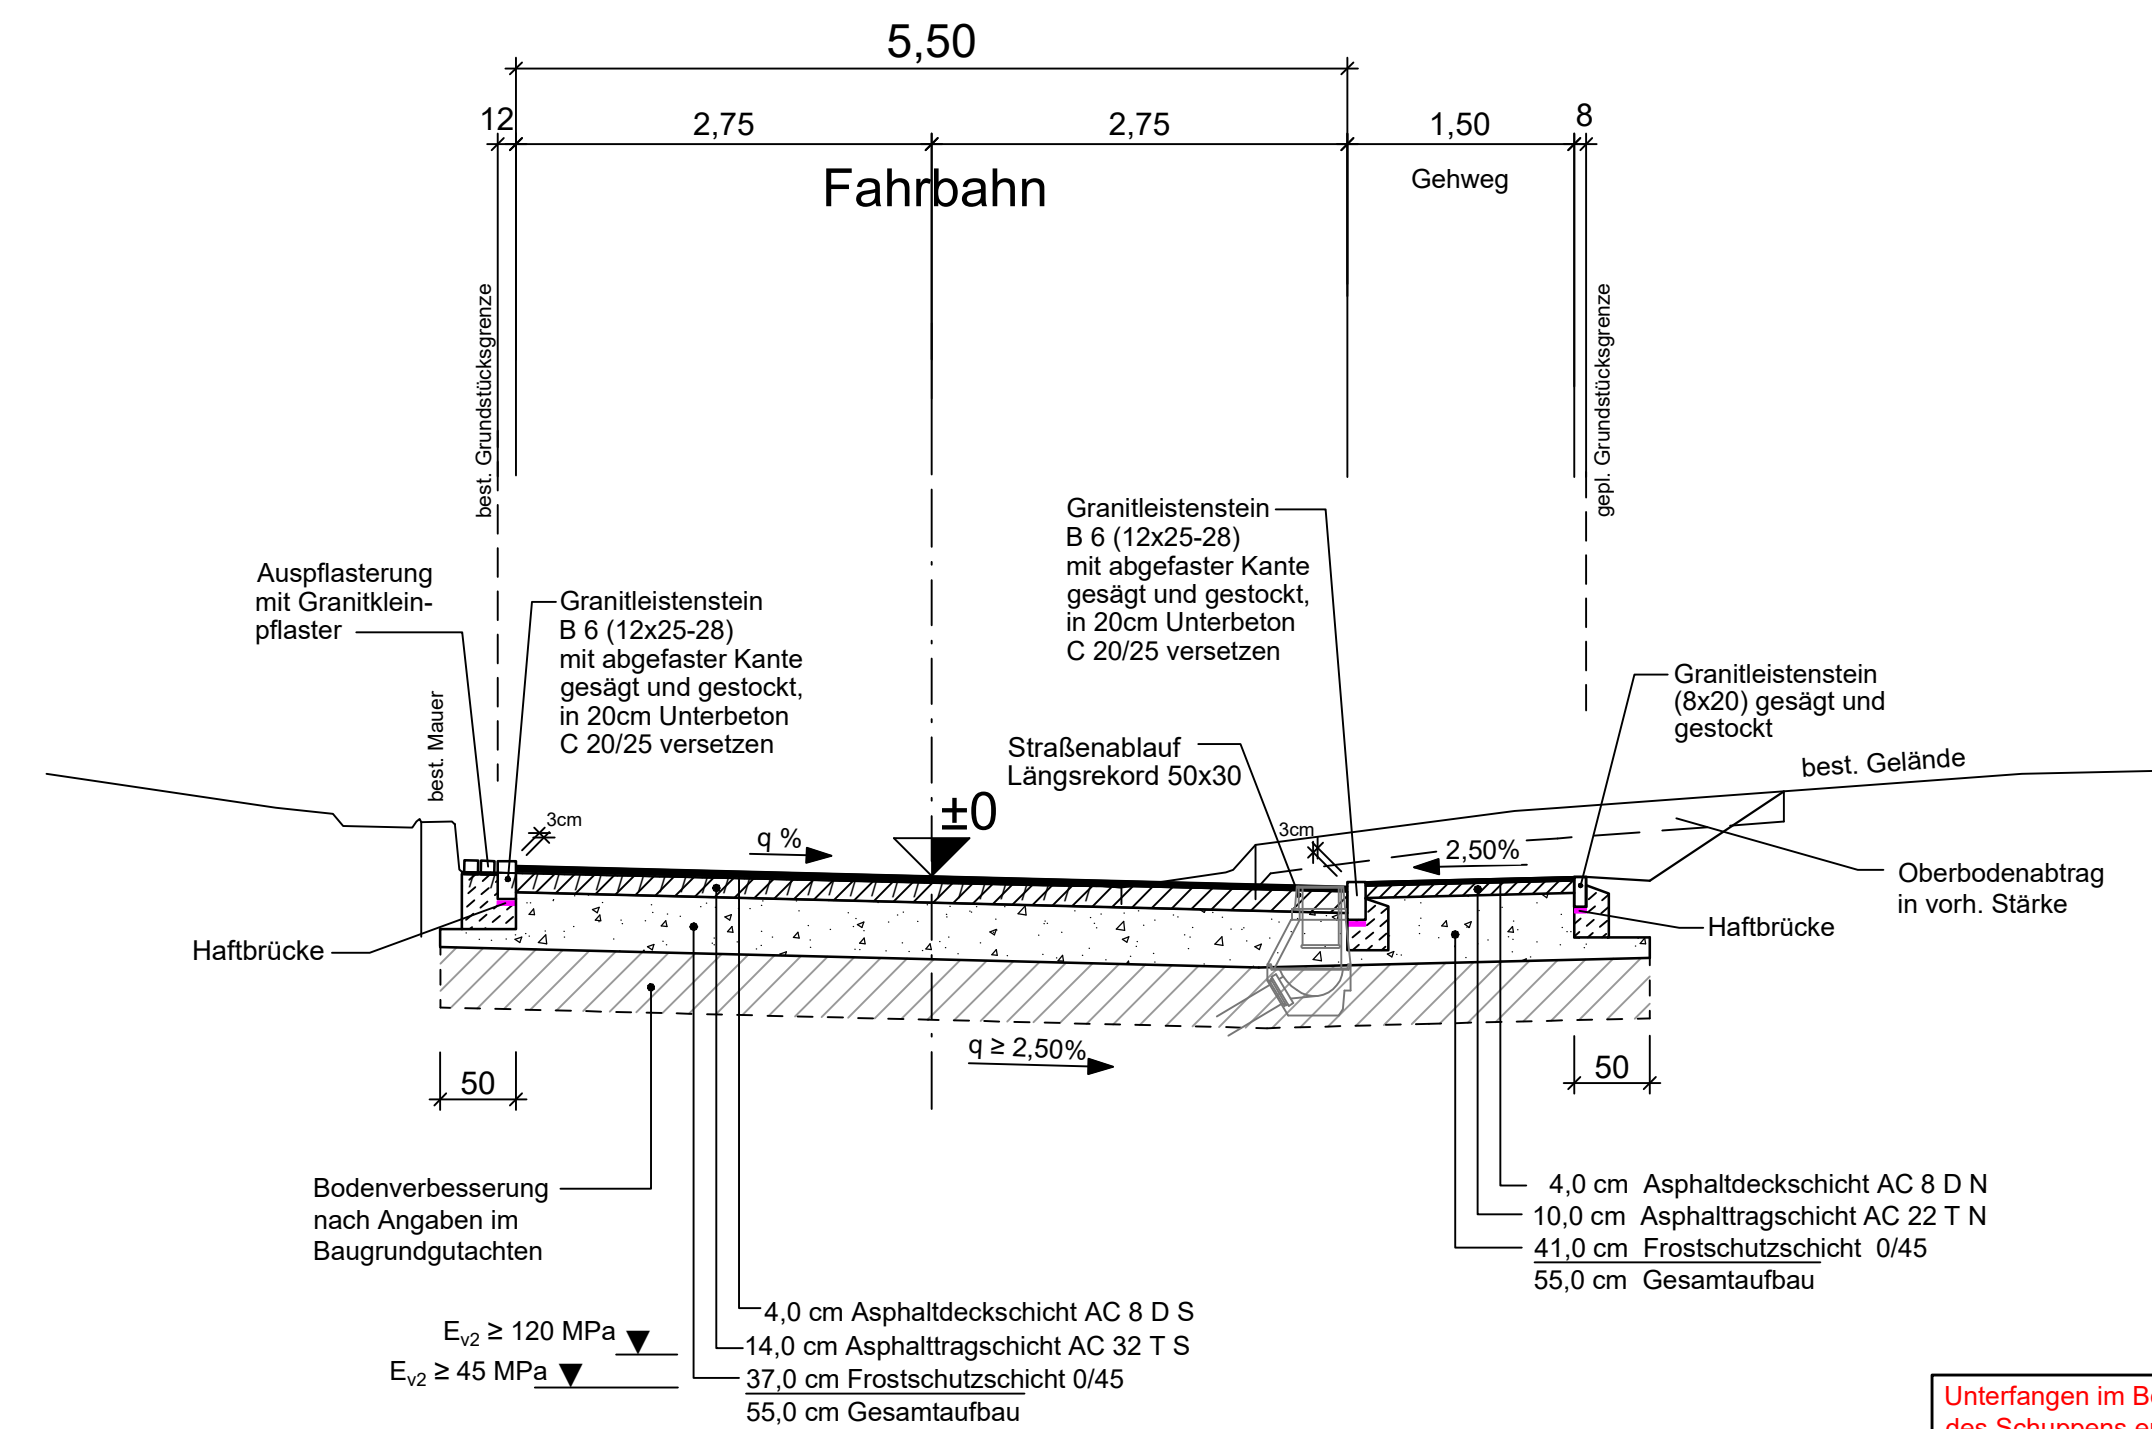 5,50
12
2,75
2,75
1,50
8
Fahrbahn
Gehweg
best. Grundstücksgrenze
gepl. Grundstücksgrenze
Granitleistenstein
B 6 (12x25-28)
mit abgefaster Kante
gesägt und gestockt,
in 20cm Unterbeton
C 20/25 versetzen
Auspflasterung
mit Granitklein-
pflaster
Granitleistenstein
B 6 (12x25-28)
mit abgefaster Kante
gesägt und gestockt,
in 20cm Unterbeton
C 20/25 versetzen
Granitleistenstein
(8x20) gesägt und
gestockt
best. Mauer
Straßenablauf
Längsrekord 50x30
best. Gelände
±0
3cm
q %
3cm
2,50%
Oberbodenabtrag
in vorh. Stärke
Haftbrücke
Haftbrücke
q ≥ 2,50%
50
50
Bodenverbesserung
nach Angaben im
Baugrundgutachten
4,0 cm Asphaltdeckschicht AC 8 D N
10,0 cm Asphalttragschicht AC 22 T N
41,0 cm Frostschutzschicht 0/45
55,0 cm Gesamtaufbau
4,0 cm Asphaltdeckschicht AC 8 D S
14,0 cm Asphalttragschicht AC 32 T S
37,0 cm Frostschutzschicht 0/45
55,0 cm Gesamtaufbau
Ev2 ≥ 120 MPa
Ev2 ≥ 45 MPa
Unterfangen im
des Schuppens